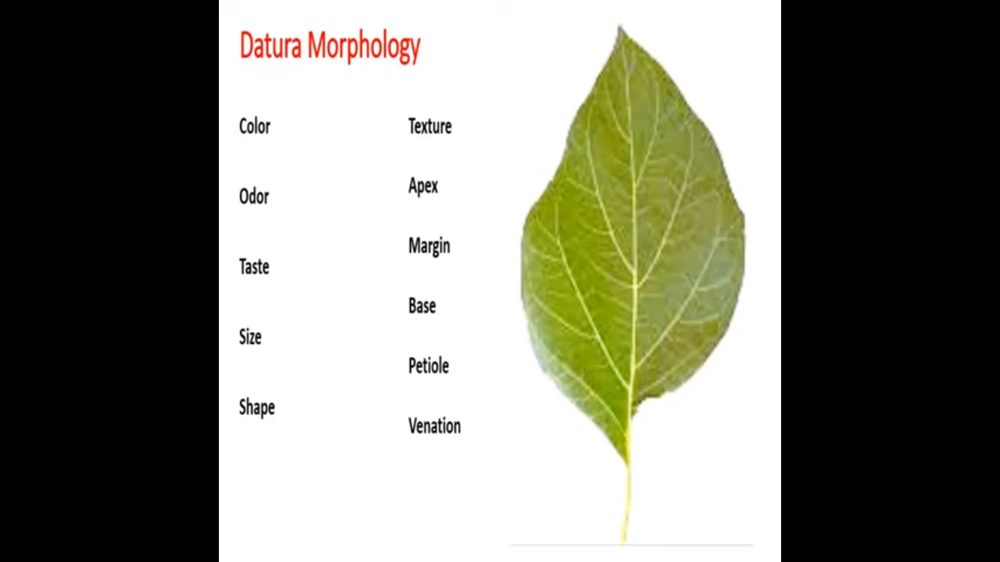 Datura Morphology
Color
Odor
Taste
Size
Shape
Texture
Apex
Margin
Base
Petiole
Venation